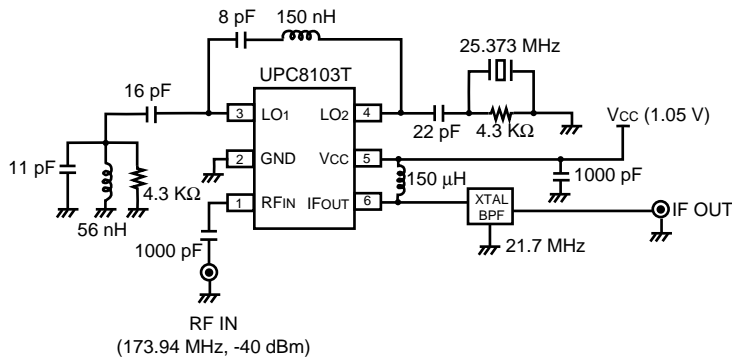 8 pF
150 nH
25.373 MHz
UPC8103T
16 pF
3
LO1
LO2
4
VCC (1.05 V)
22 pF
4.3 KΩ
11 pF
2
GND
VCC
5
4.3 KΩ
150 µH
1000 pF
1
RFIN
IFOUT
6
XTAL
BPF
IF OUT
56 nH
1000 pF
21.7 MHz
RF IN
(173.94 MHz, -40 dBm)